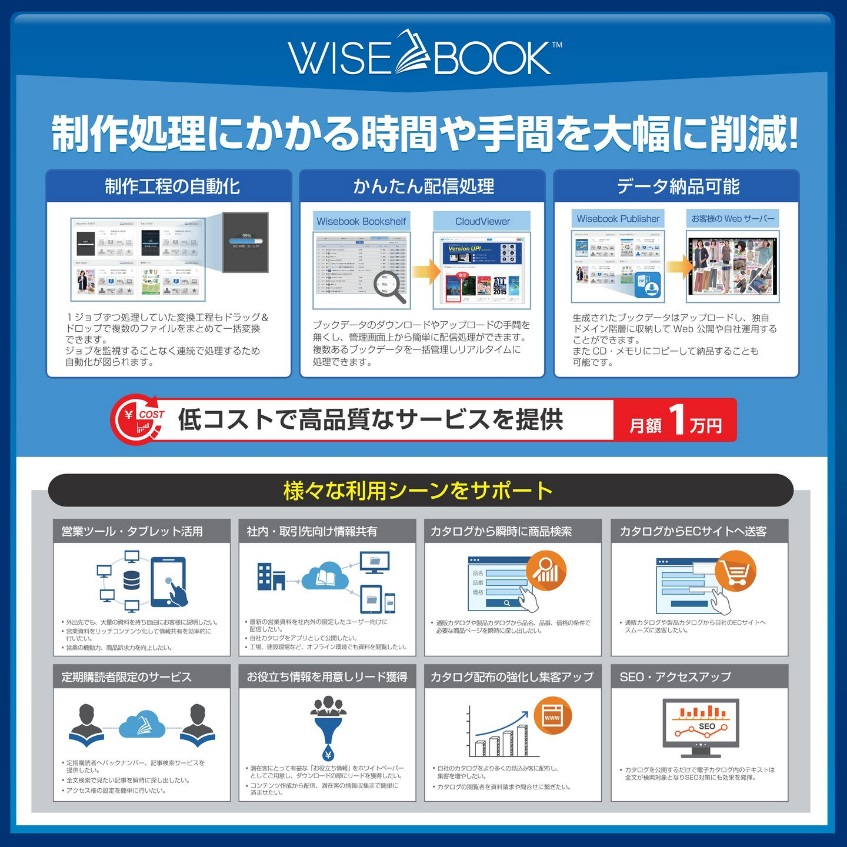 WISEBOOK™
制作処理にかかる時間や手間を大幅に削減!
制作工程の自動化
1ジョブずつ処理していた変換工程もドラッグ&
ドロップで複数のファイルをまとめて一括変換
できます。
ジョブを監視することなく連続で処理するため
自動化が図られます。
かんたん配信処理
Wisebook Bookshelf
CloudViewer
Version UP!
ブックデータのダウンロードやアップロードの手間を
無くし、管理画面上から簡単に配信処理ができます。
複数あるブックデータを一括管理しリアルタイムに
処理できます。
データ納品可能
Wisebook Publisher
お客様の Web サーバー
生成されたブックデータはアップロードし、独自
ドメイン階層に収納して Web 公開や自社運用する
ことができます。
また CD・メモリにコピーして納品することも
可能です。
¥ COST
低コストで高品質なサービスを提供
月額 1万円
様々な利用シーンをサポート
営業ツール・タブレット活用
・外出先でも、大量の資料を持ち自由にお客様に説明したい。
・営業資料をリッチコンテンツ化して情報共有を効率的に
行いたい。
・営業の機動力、商品訴求力を向上したい。
社内・取引先向け情報共有
・最新の営業資料を社内外の限定したユーザー向けに
配信したい。
・自社カタログをアプリとして公開したい。
・工場、建設現場など、オフライン環境でも資料を閲覧したい。
カタログから瞬時に商品検索
品名
品番
価格
・通販カタログや製品カタログから品名、品番、価格の条件で
必要な商品ページを瞬時に探し出したい。
カタログからECサイトへ送客
・通販カタログや製品カタログから自社のECサイトへ
スムーズに送客したい。
定期購読者限定のサービス
・定期購読者へバックナンバー、記事検索サービスを
提供したい。
・全文検索で見たい記事を瞬時に探し出したい。
・アクセス権の設定を簡単に行いたい。
お役立ち情報を用意しリード獲得
¥
・潜在客にとって有益な「お役立ち情報」をホワイトペーパー
としてご用意し、ダウンロードの際にリードを獲得したい。
・コンテンツ作成から配信、潜在客の情報収集まで簡単に
済ませたい。
カタログ配布の強化し集客アップ
WWW
・自社のカタログをより多くの見込み客に配布し、
集客を増やしたい。
・カタログの閲覧者を資料請求や問合せに繋ぎたい。
SEO・アクセスアップ
SEO
・カタログを公開するだけで電子カタログ内のテキストは
全文が検索対象となりSEO対策にも効果を発揮。